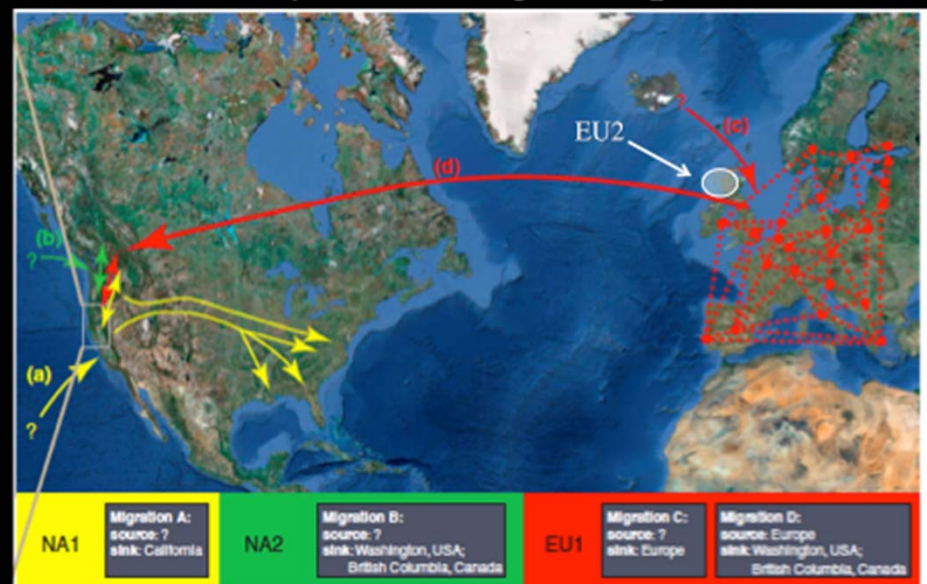 EU2
(c)
?
(d)
(b)
?
(a)
?
NA1
Migration A:
source: ?
sink: California
NA2
Migration B:
source: ?
sink: Washington, USA;
British Columbia, Canada
EU1
Migration C:
source: ?
sink: Europe
Migration D:
source: Europe
sink: Washington, USA;
British Columbia, Canada